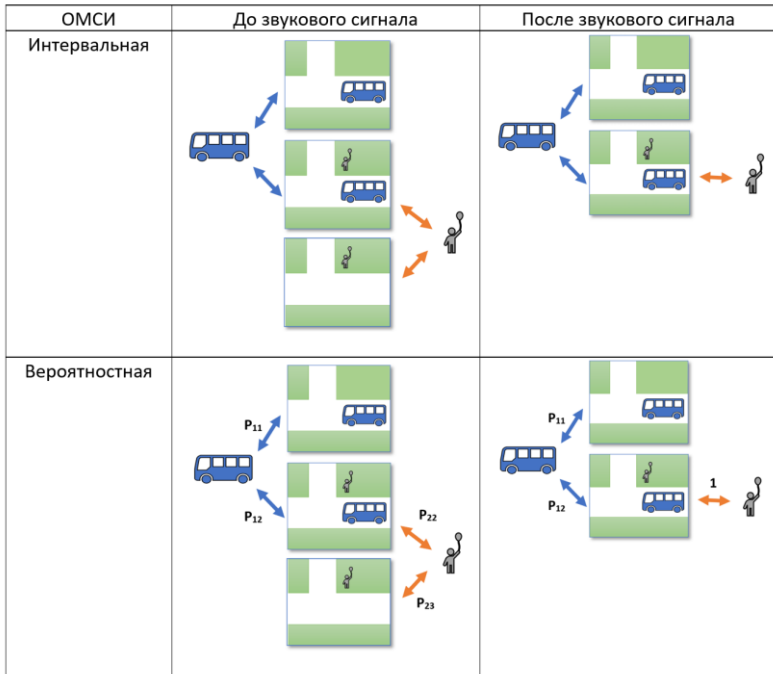 ОМСИ
До звукового сигнала
После звукового сигнала
Интервальная
Вероятностная
P11
P12
P22
P23
P11
P12
1